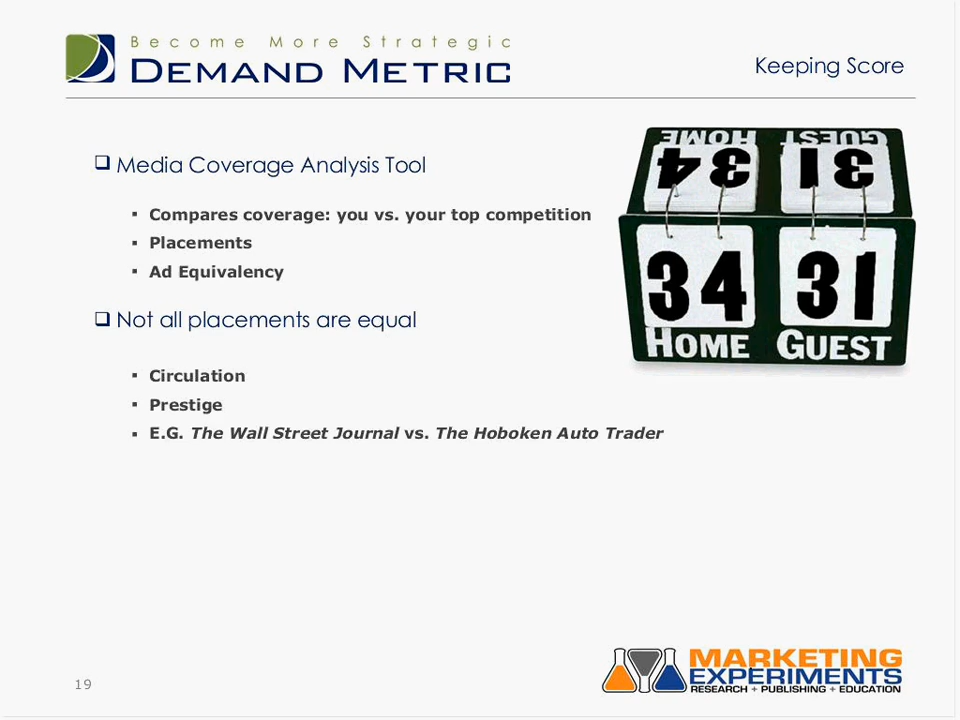 Become More Strategic
DEMAND METRIC
Keeping Score
Media Coverage Analysis Tool
Compares coverage: you vs. your top competition
Placements
Ad Equivalency
Not all placements are equal
Circulation
Prestige
E.G. The Wall Street Journal vs. The Hoboken Auto Trader
HOME GUEST
34 31
34 31
HOME GUEST
MARKETING
EXPERIMENTS
RESEARCH + PUBLISHING + EDUCATION
19